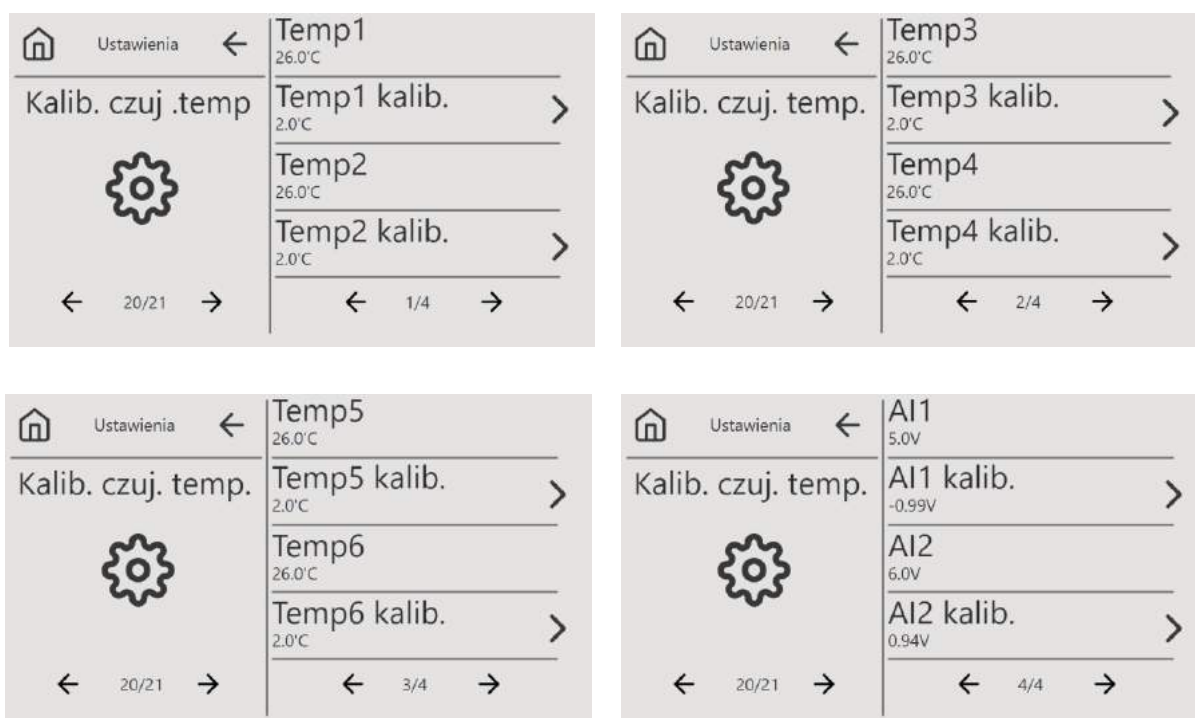 Ustawienia
Kalib. czuj .temp
20/21
Temp1
26.0'C
Temp1 kalib.
2.0'C
Temp2
26.0'C
Temp2 kalib.
2.0'C
1/4
Ustawienia
Kalib. czuj. temp.
20/21
Temp3
26.0'C
Temp3 kalib.
2.0'C
Temp4
26.0'C
Temp4 kalib.
2.0'C
2/4
Ustawienia
Kalib. czuj. temp.
20/21
Temp5
26.0'C
Temp5 kalib.
2.0'C
Temp6
26.0'C
Temp6 kalib.
2.0'C
3/4
Ustawienia
Kalib. czuj. temp.
20/21
AI1
5.0V
AI1 kalib.
-0.99V
AI2
6.0V
AI2 kalib.
0.94V
4/4